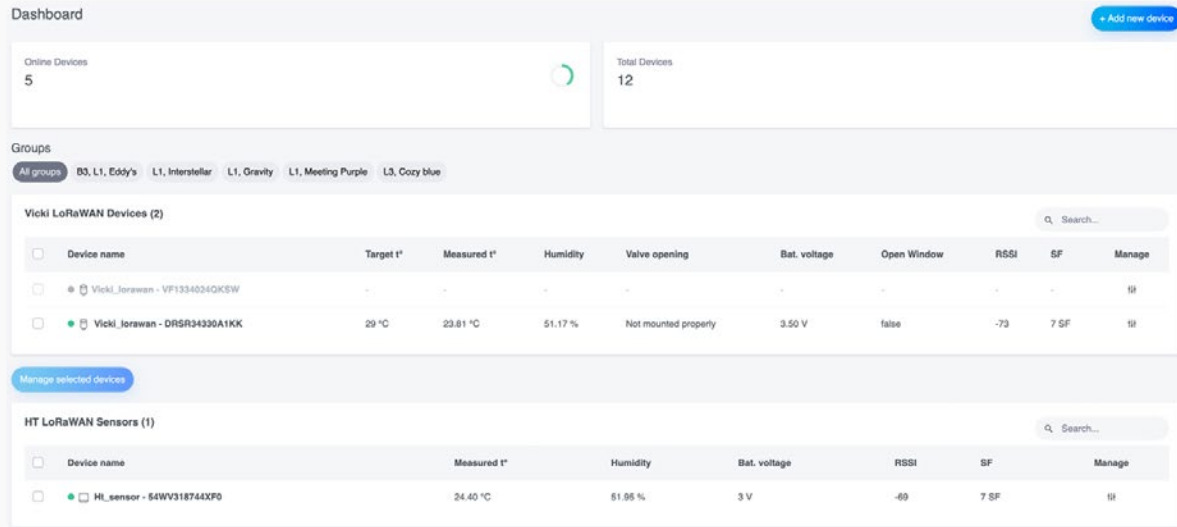 Dashboard
+ Add new device
Online Devices
5
Total Devices
12
Groups
All groups B3, L1, Eddy's L1, Interstellar L1, Gravity L1, Meeting Purple L3, Cozy blue
Vicki LoRaWAN Devices (2)
Search...
Device name Target t° Measured t° Humidity Valve opening Bat. voltage Open Window RSSI SF Manage
Vicki_lorawan - VF1334024QKSW - - - - - - - -
Vicki_lorawan - DRSR34330A1KK 29 °C 23.81 °C 51.17 % Not mounted properly 3.50 V false -73 7 SF
Manage selected devices
HT LoRaWAN Sensors (1)
Search...
Device name Measured t° Humidity Bat. voltage RSSI SF Manage
Ht_sensor - 54WV318744XF0 24.40 °C 51.95 % 3 V -69 7 SF